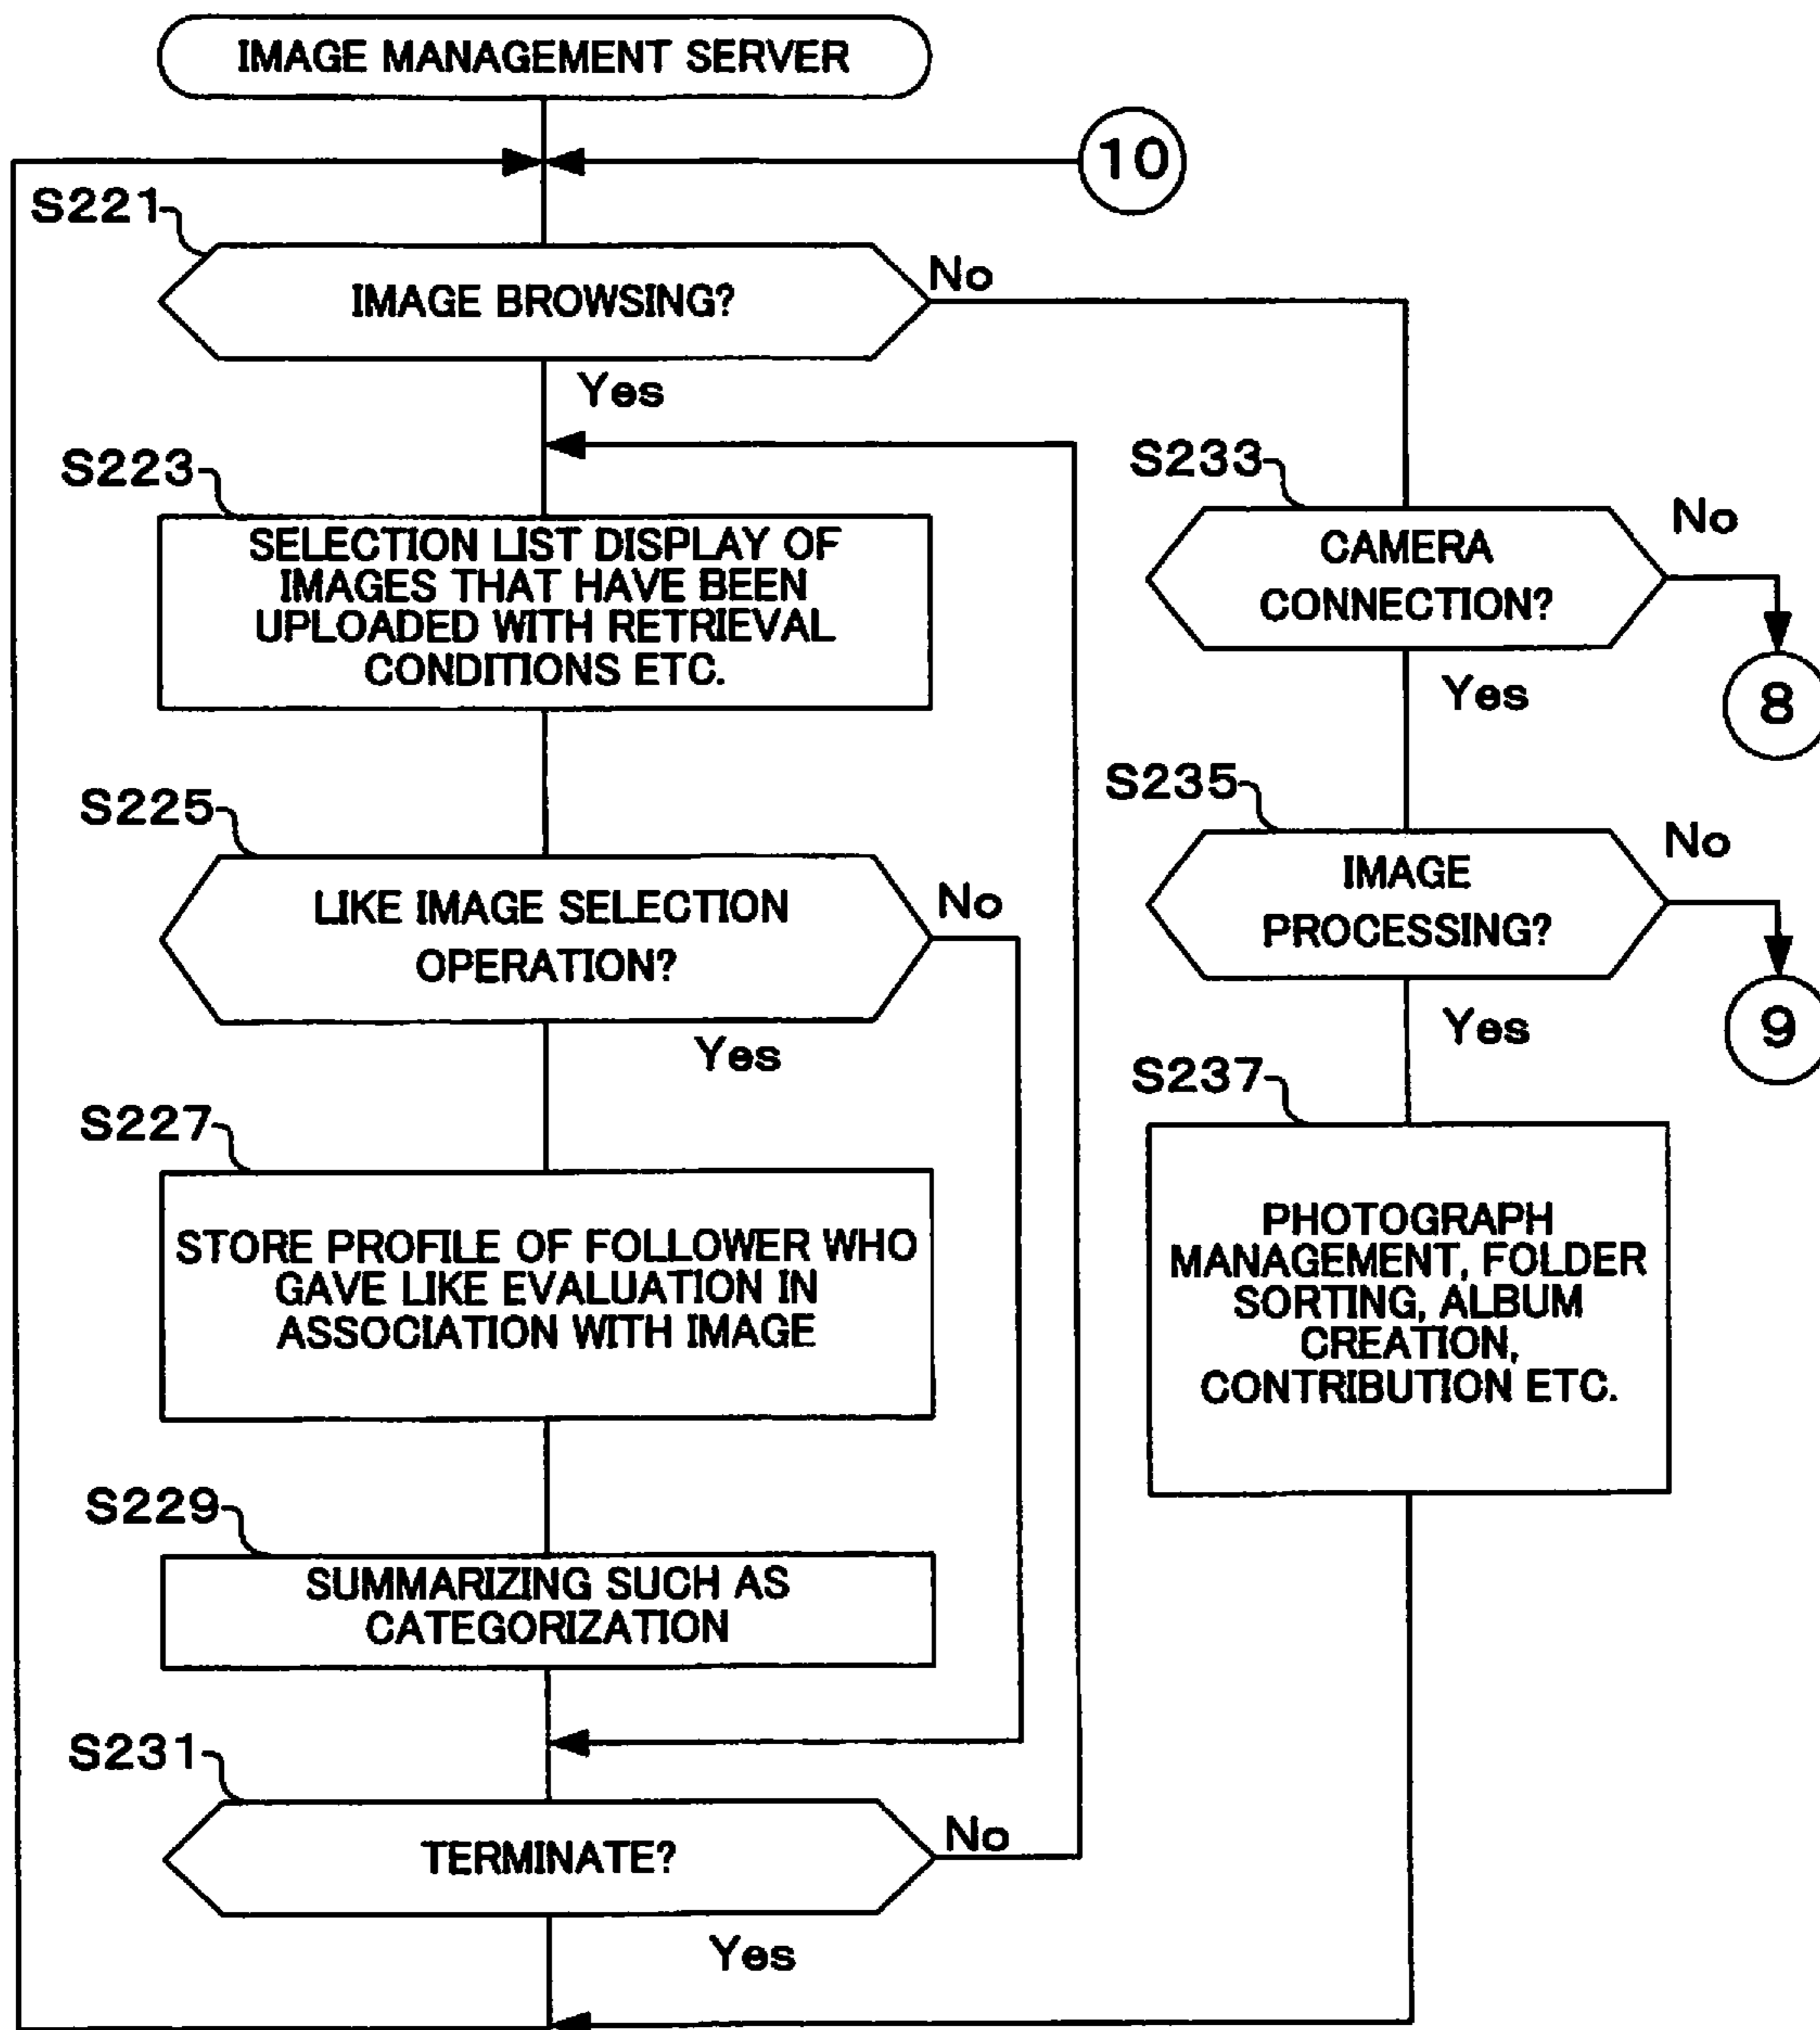 IMAGE MANAGEMENT SERVER
10
S221
IMAGE BROWSING?
No
Yes
S223
SELECTION LIST DISPLAY OF
IMAGES THAT HAVE BEEN
UPLOADED WITH RETRIEVAL
CONDITIONS ETC.
S225
LIKE IMAGE SELECTION
OPERATION?
No
Yes
S227
STORE PROFILE OF FOLLOWER WHO
GAVE LIKE EVALUATION IN
ASSOCIATION WITH IMAGE
S229
SUMMARIZING SUCH AS
CATEGORIZATION
S231
TERMINATE?
No
Yes
S233
CAMERA
CONNECTION?
No
8
Yes
S235
IMAGE
PROCESSING?
No
9
Yes
S237
PHOTOGRAPH
MANAGEMENT, FOLDER
SORTING, ALBUM
CREATION,
CONTRIBUTION ETC.